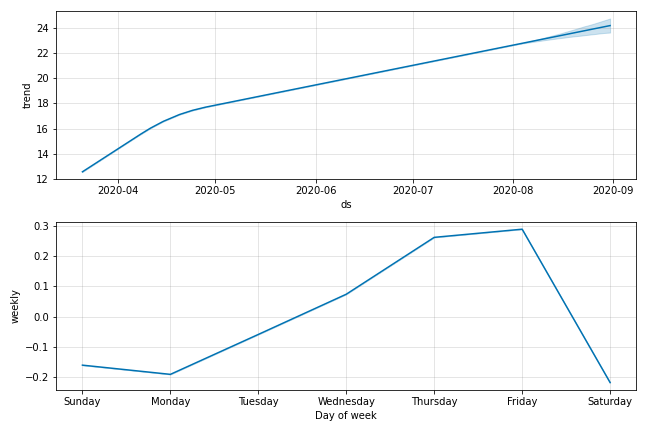 24
22
20
18
16
14
12
trend
2020-04 2020-05 2020-06 2020-07 2020-08 2020-09
ds
0.3
0.2
0.1
0.0
−0.1
−0.2
weekly
Sunday Monday Tuesday Wednesday Thursday Friday Saturday
Day of week